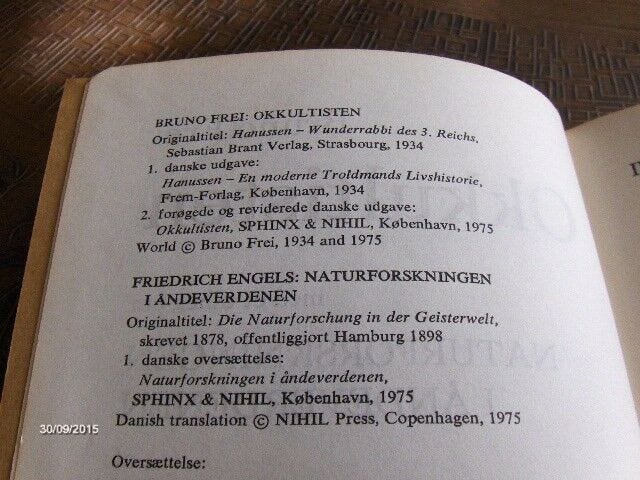 BRUNO FREI: OKKULTISTEN
Originaltitel: Hanussen – Wunderrabbi des 3. Reichs,
Sebastian Brant Verlag, Strasbourg, 1934
1. danske udgave:
Hanussen – En moderne Troldmands Livshistorie,
Frem-Forlag, København, 1934
2. forøgede og reviderede danske udgave:
Okkultisten, SPHINX & NIHIL, København, 1975
World © Bruno Frei, 1934 and 1975
FRIEDRICH ENGELS: NATURFORSKNINGEN
I ANDEVERDENEN
Originaltitel: Die Naturforschung in der Geisterwelt,
skrevet 1878, offentliggjort Hamburg 1898
1. danske oversættelse:
Naturforskningen i åndeverdenen,
SPHINX & NIHIL, København, 1975
Danish translation © NIHIL Press, Copenhagen, 1975
Oversættelse:
30/09/2015